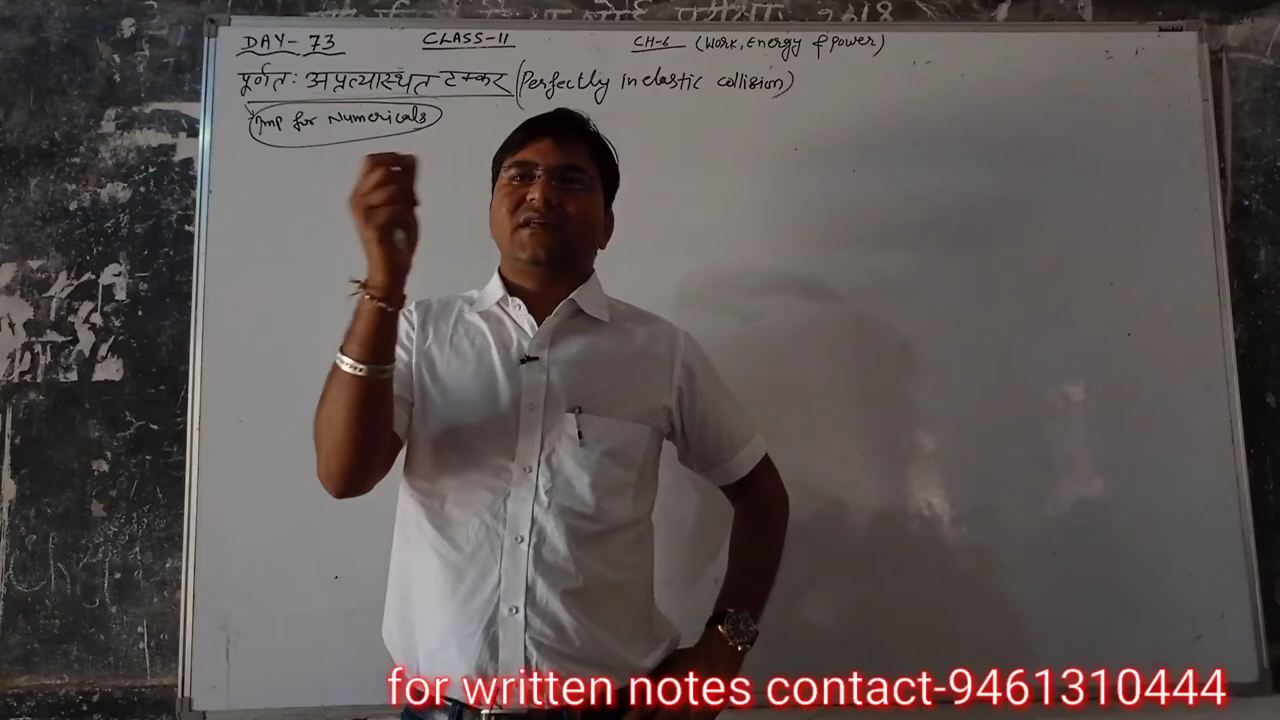 DAY-73 CLASS-11 CH-6 (Work, Energy & Power)
पूर्णतः अप्रत्यास्थत टक्कर (Perfectly inelastic collision)
Imp for Numericals
for written notes contact-9461310444